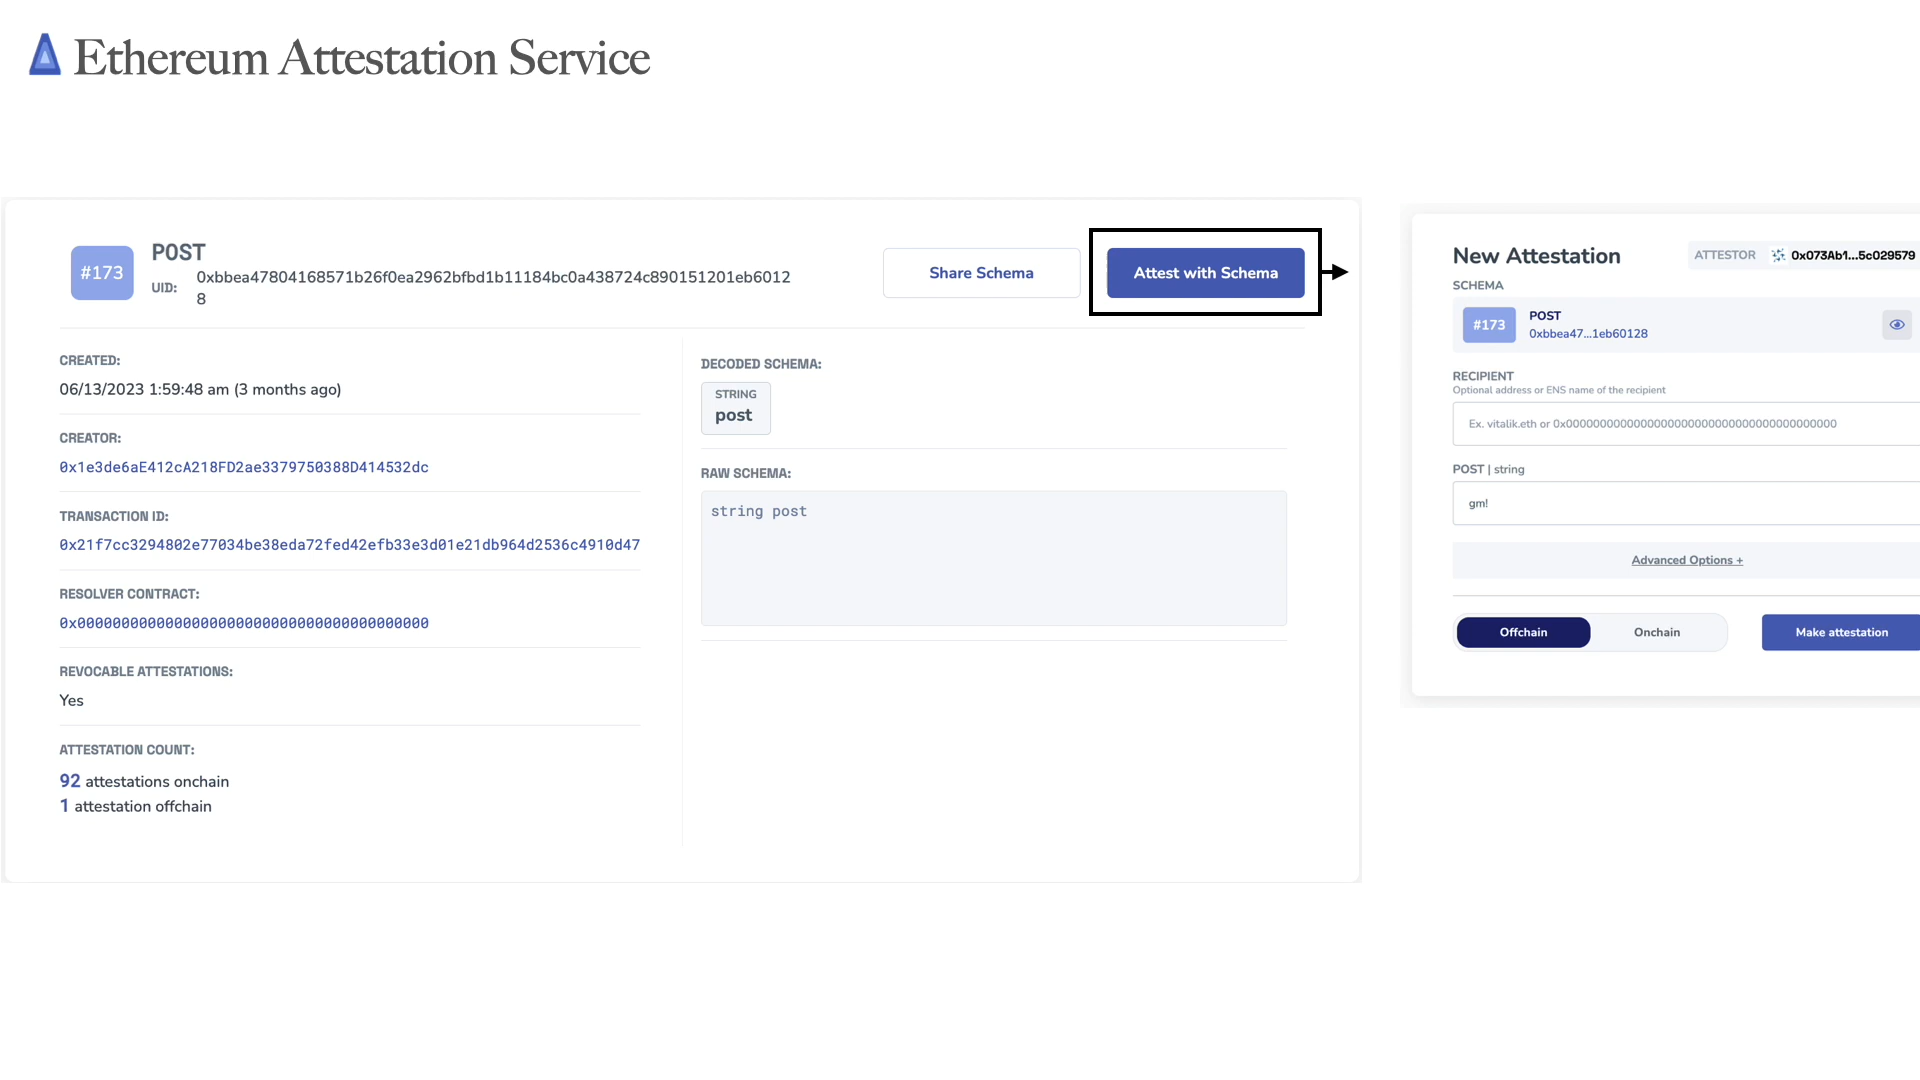 Ethereum Attestation Service
#173
POST
UID:
0xbbea47804168571b26f0ea2962bfbd1b11184bc0a438724c890151201eb6012
8
Share Schema
Attest with Schema
CREATED:
06/13/2023 1:59:48 am (3 months ago)
CREATOR:
0x1e3de6aE412cA218FD2ae3379750388D414532dc
TRANSACTION ID:
0x21f7cc3294802e77034be38eda72fed42efb33e3d01e21db964d2536c4910d47
RESOLVER CONTRACT:
0x0000000000000000000000000000000000000000
REVOCABLE ATTESTATIONS:
Yes
ATTESTATION COUNT:
92 attestations onchain
1 attestation offchain
DECODED SCHEMA:
STRING
post
RAW SCHEMA:
string post
New Attestation
ATTESTOR
0x073Ab1...5c029579
SCHEMA
#173
POST
0xbbea47...1eb60128
RECIPIENT
Optional address or ENS name of the recipient
Ex. vitalik.eth or 0x0000000000000000000000000000000000000000
POST | string
gm!
Advanced Options +
Offchain
Onchain
Make attestation